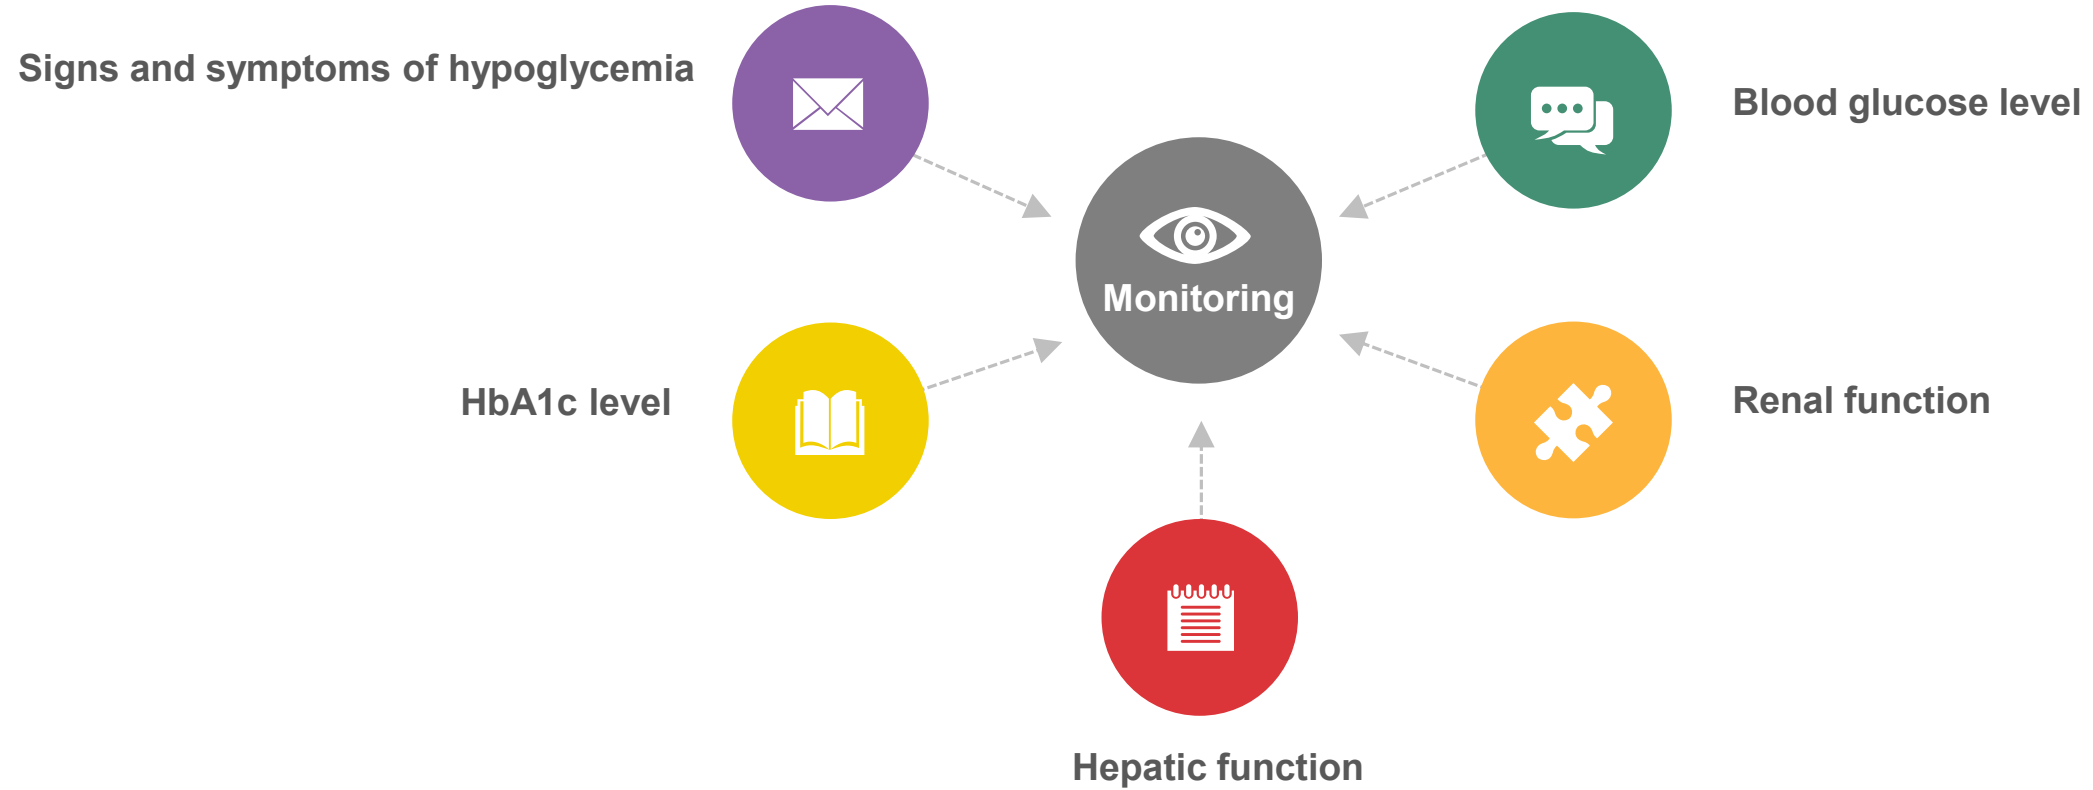 Signs and symptoms of hypoglycemia
Blood glucose level
Monitoring
HbA1c level
Renal function
Hepatic function